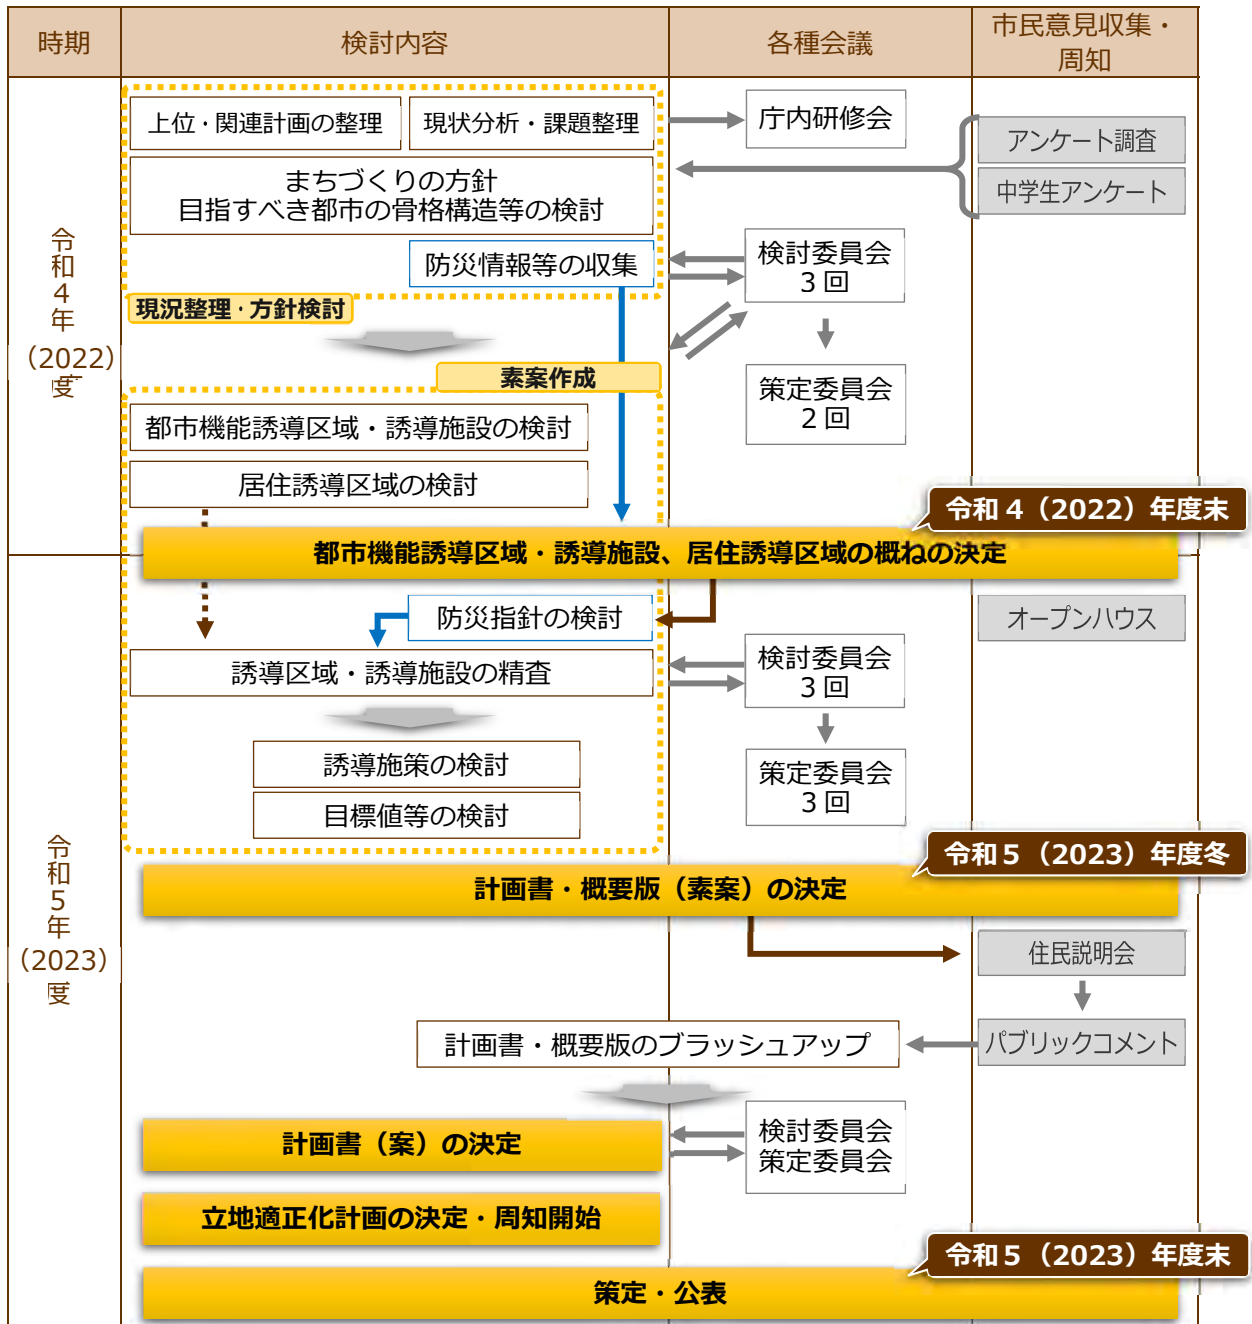 時期
検討内容
各種会議
市民意見収集・
周知
令和４年
（2022）
度
上位・関連計画の整理
現状分析・課題整理
庁内研修会
アンケート調査
中学生アンケート
まちづくりの方針
目指すべき都市の骨格構造等の検討
防災情報等の収集
検討委員会
３回
現況整理・方針検討
素案作成
策定委員会
２回
都市機能誘導区域・誘導施設の検討
居住誘導区域の検討
令和４（2022）年度末
都市機能誘導区域・誘導施設、居住誘導区域の概ねの決定
令和５年
（2023）
度
防災指針の検討
オープンハウス
誘導区域・誘導施設の精査
検討委員会
３回
誘導施策の検討
目標値等の検討
策定委員会
３回
令和５（2023）年度冬
計画書・概要版（素案）の決定
住民説明会
パブリックコメント
計画書・概要版のブラッシュアップ
計画書（案）の決定
検討委員会
策定委員会
立地適正化計画の決定・周知開始
令和５（2023）年度末
策定・公表